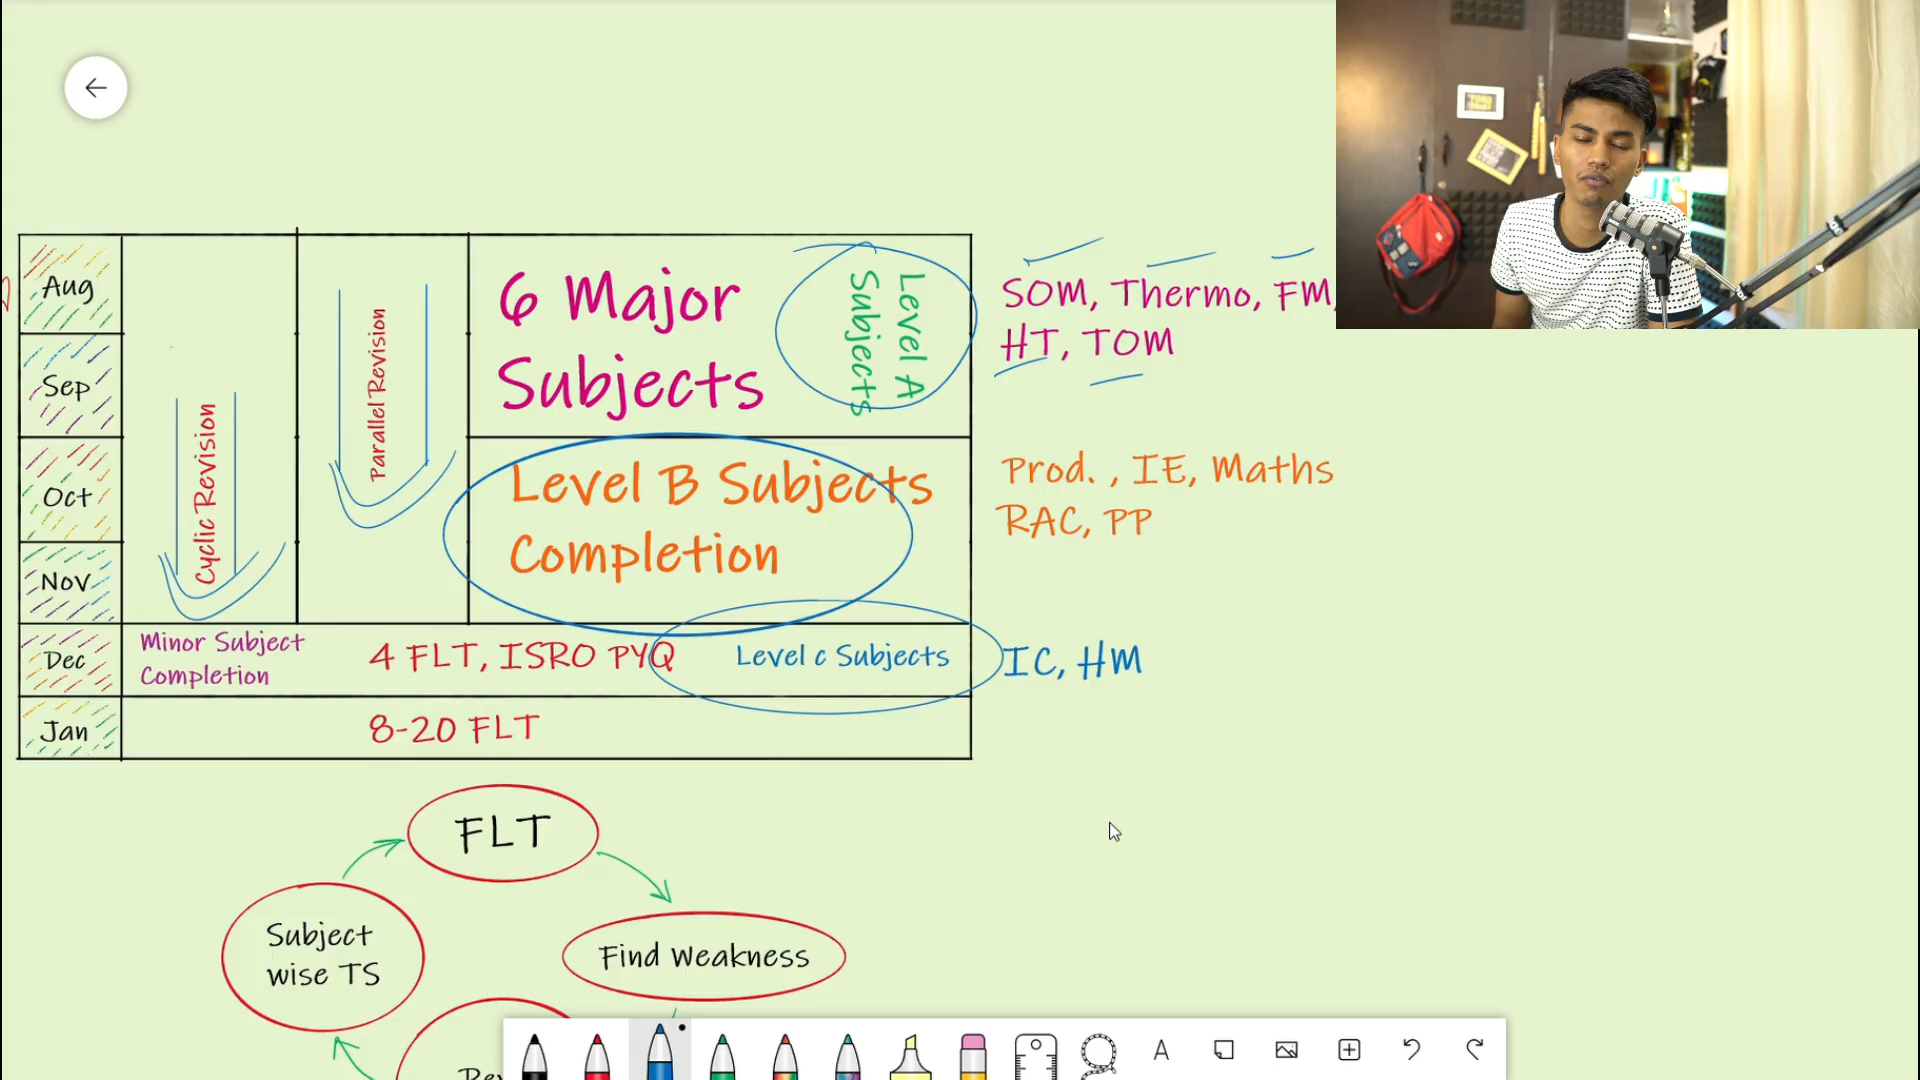 Aug
Sep
Oct
Nov
Dec
Jan
Cyclic Revision
Parallel Revision
6 Major
Subjects
Level A
Subjects
SOM, Thermo, FM,
HT, TOM
Level B Subjects
Completion
Prod. , IE, Maths
RAC, PP
Minor Subject
Completion
4 FLT, ISRO PYQ
Level c Subjects
IC, HM
8-20 FLT
FLT
Find Weakness
Subject
wise TS
A